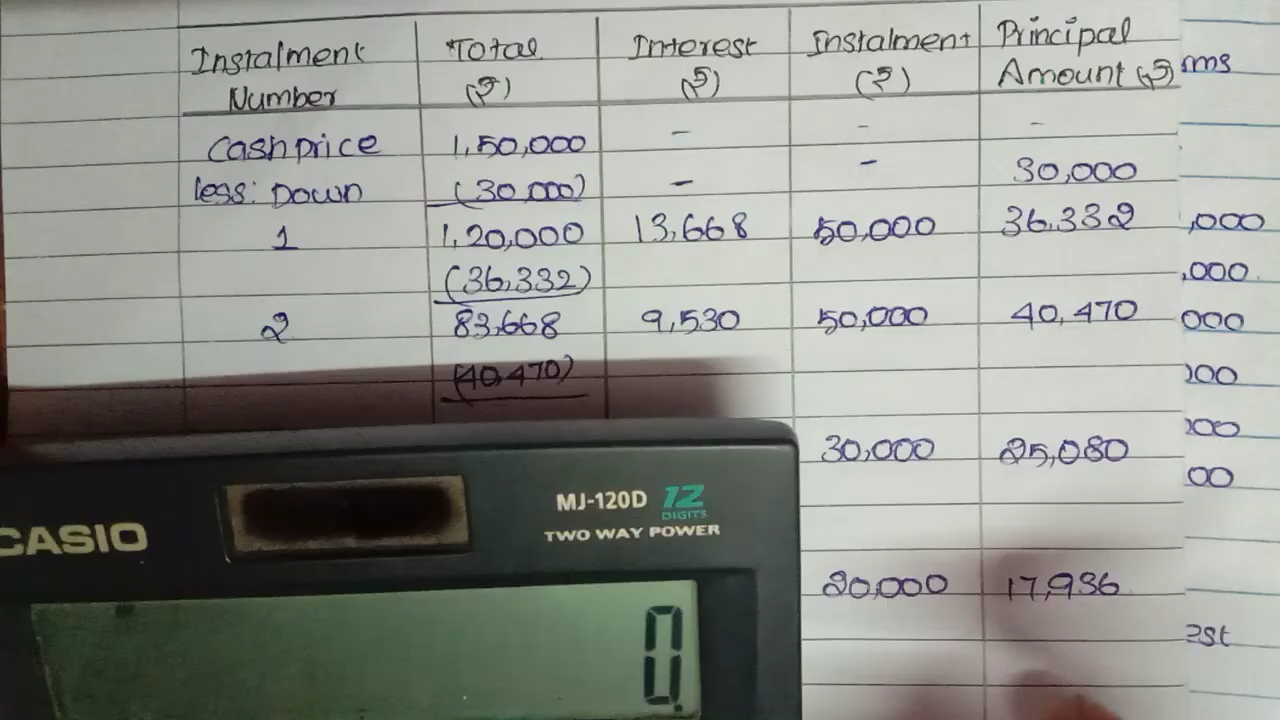 Instalment Number Total (₹) Interest (₹) Instalment (₹) Principal Amount (₹) ms
Cash price 1,50,000 - - -
less: Down (30,000) - - 30,000
1 1,20,000 13,668 50,000 36,332 ,000
(36,332) ,000
2 83,668 9,530 50,000 40,470 000
(40,470) 00
30,000 25,080 00
00
20,000 17,936
est
CASIO
MJ-120D 12 DIGITS
TWO WAY POWER
0.